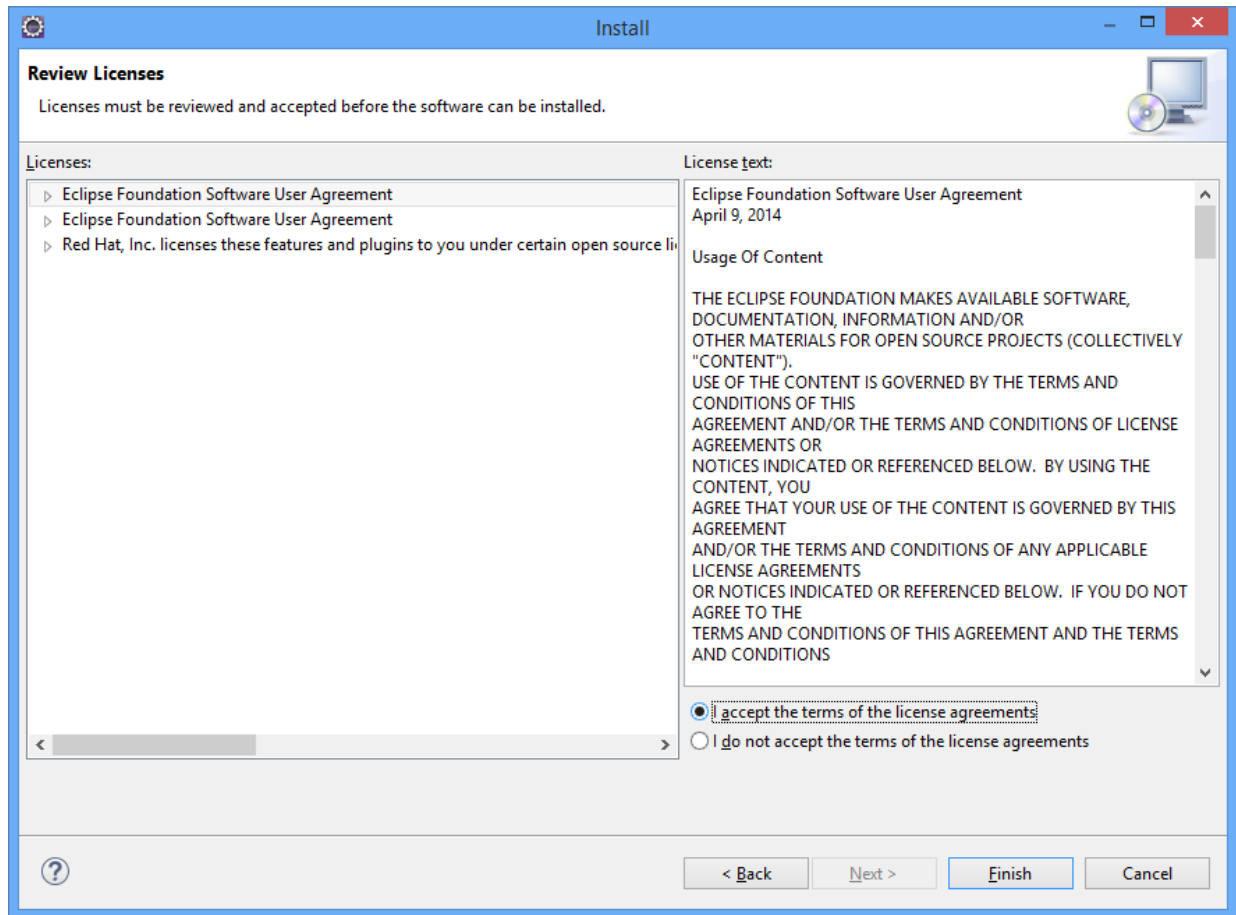 Install
Review Licenses
Licenses must be reviewed and accepted before the software can be installed.
Licenses:
Eclipse Foundation Software User Agreement
Eclipse Foundation Software User Agreement
Red Hat, Inc. licenses these features and plugins to you under certain open source
License text:
Eclipse Foundation Software User Agreement
April 9, 2014
Usage Of Content
THE ECLIPSE FOUNDATION MAKES AVAILABLE SOFTWARE,
DOCUMENTATION, INFORMATION AND/OR
OTHER MATERIALS FOR OPEN SOURCE PROJECTS (COLLECTIVELY
"CONTENT").
USE OF THE CONTENT IS GOVERNED BY THE TERMS AND
CONDITIONS OF THIS
AGREEMENT AND/OR THE TERMS AND CONDITIONS OF LICENSE
AGREEMENTS OR
NOTICES INDICATED OR REFERENCED BELOW.  BY USING THE
CONTENT, YOU
AGREE THAT YOUR USE OF THE CONTENT IS GOVERNED BY THIS
AGREEMENT
AND/OR THE TERMS AND CONDITIONS OF ANY APPLICABLE
LICENSE AGREEMENTS
OR NOTICES INDICATED OR REFERENCED BELOW.  IF YOU DO NOT
AGREE TO THE
TERMS AND CONDITIONS OF THIS AGREEMENT AND THE TERMS
AND CONDITIONS
I accept the terms of the license agreements
I do not accept the terms of the license agreements
< Back
Next >
Finish
Cancel